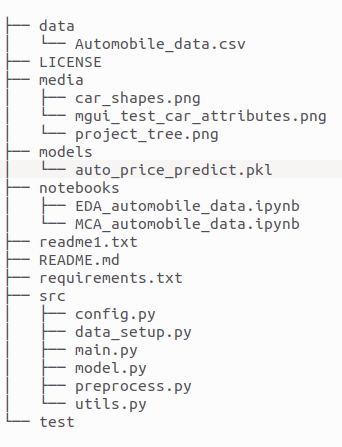 ├── data
│   └── Automobile_data.csv
├── LICENSE
├── media
│   ├── car_shapes.png
│   ├── mgui_test_car_attributes.png
│   └── project_tree.png
├── models
│   └── auto_price_predict.pkl
├── notebooks
│   ├── EDA_automobile_data.ipynb
│   └── MCA_automobile_data.ipynb
├── readme1.txt
├── README.md
├── requirements.txt
├── src
│   ├── config.py
│   ├── data_setup.py
│   ├── main.py
│   ├── model.py
│   ├── preprocess.py
│   └── utils.py
└── test